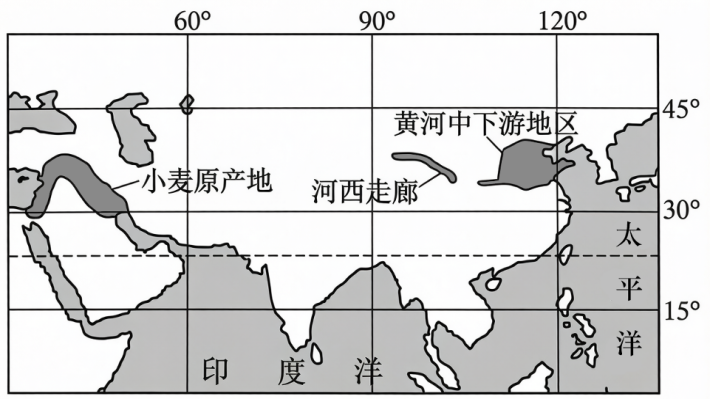 60° 90° 120°
45°
黄河中下游地区
小麦原产地
河西走廊
30°
太
平
15°
洋
印度洋